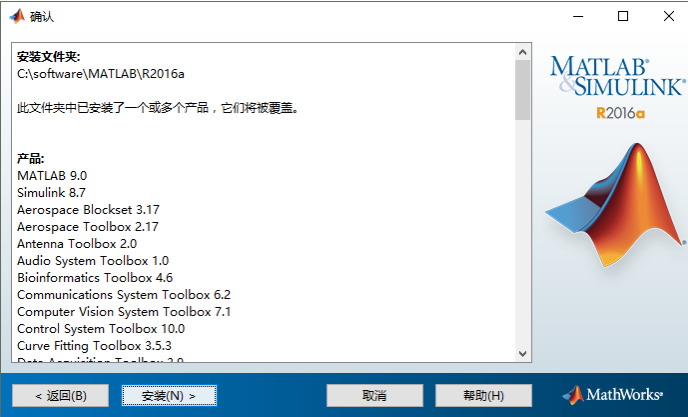 确认
安装文件夹:
C:\software\MATLAB\R2016a
此文件夹中已安装了一个或多个产品，它们将被覆盖。
产品:
MATLAB 9.0
Simulink 8.7
Aerospace Blockset 3.17
Aerospace Toolbox 2.17
Antenna Toolbox 2.0
Audio System Toolbox 1.0
Bioinformatics Toolbox 4.6
Communications System Toolbox 6.2
Computer Vision System Toolbox 7.1
Control System Toolbox 10.0
Curve Fitting Toolbox 3.5.3
Data Acquisition Toolbox 3.9
MATLAB®
&SIMULINK®
R2016a
< 返回(B)
安装(N) >
取消
帮助(H)
MathWorks®